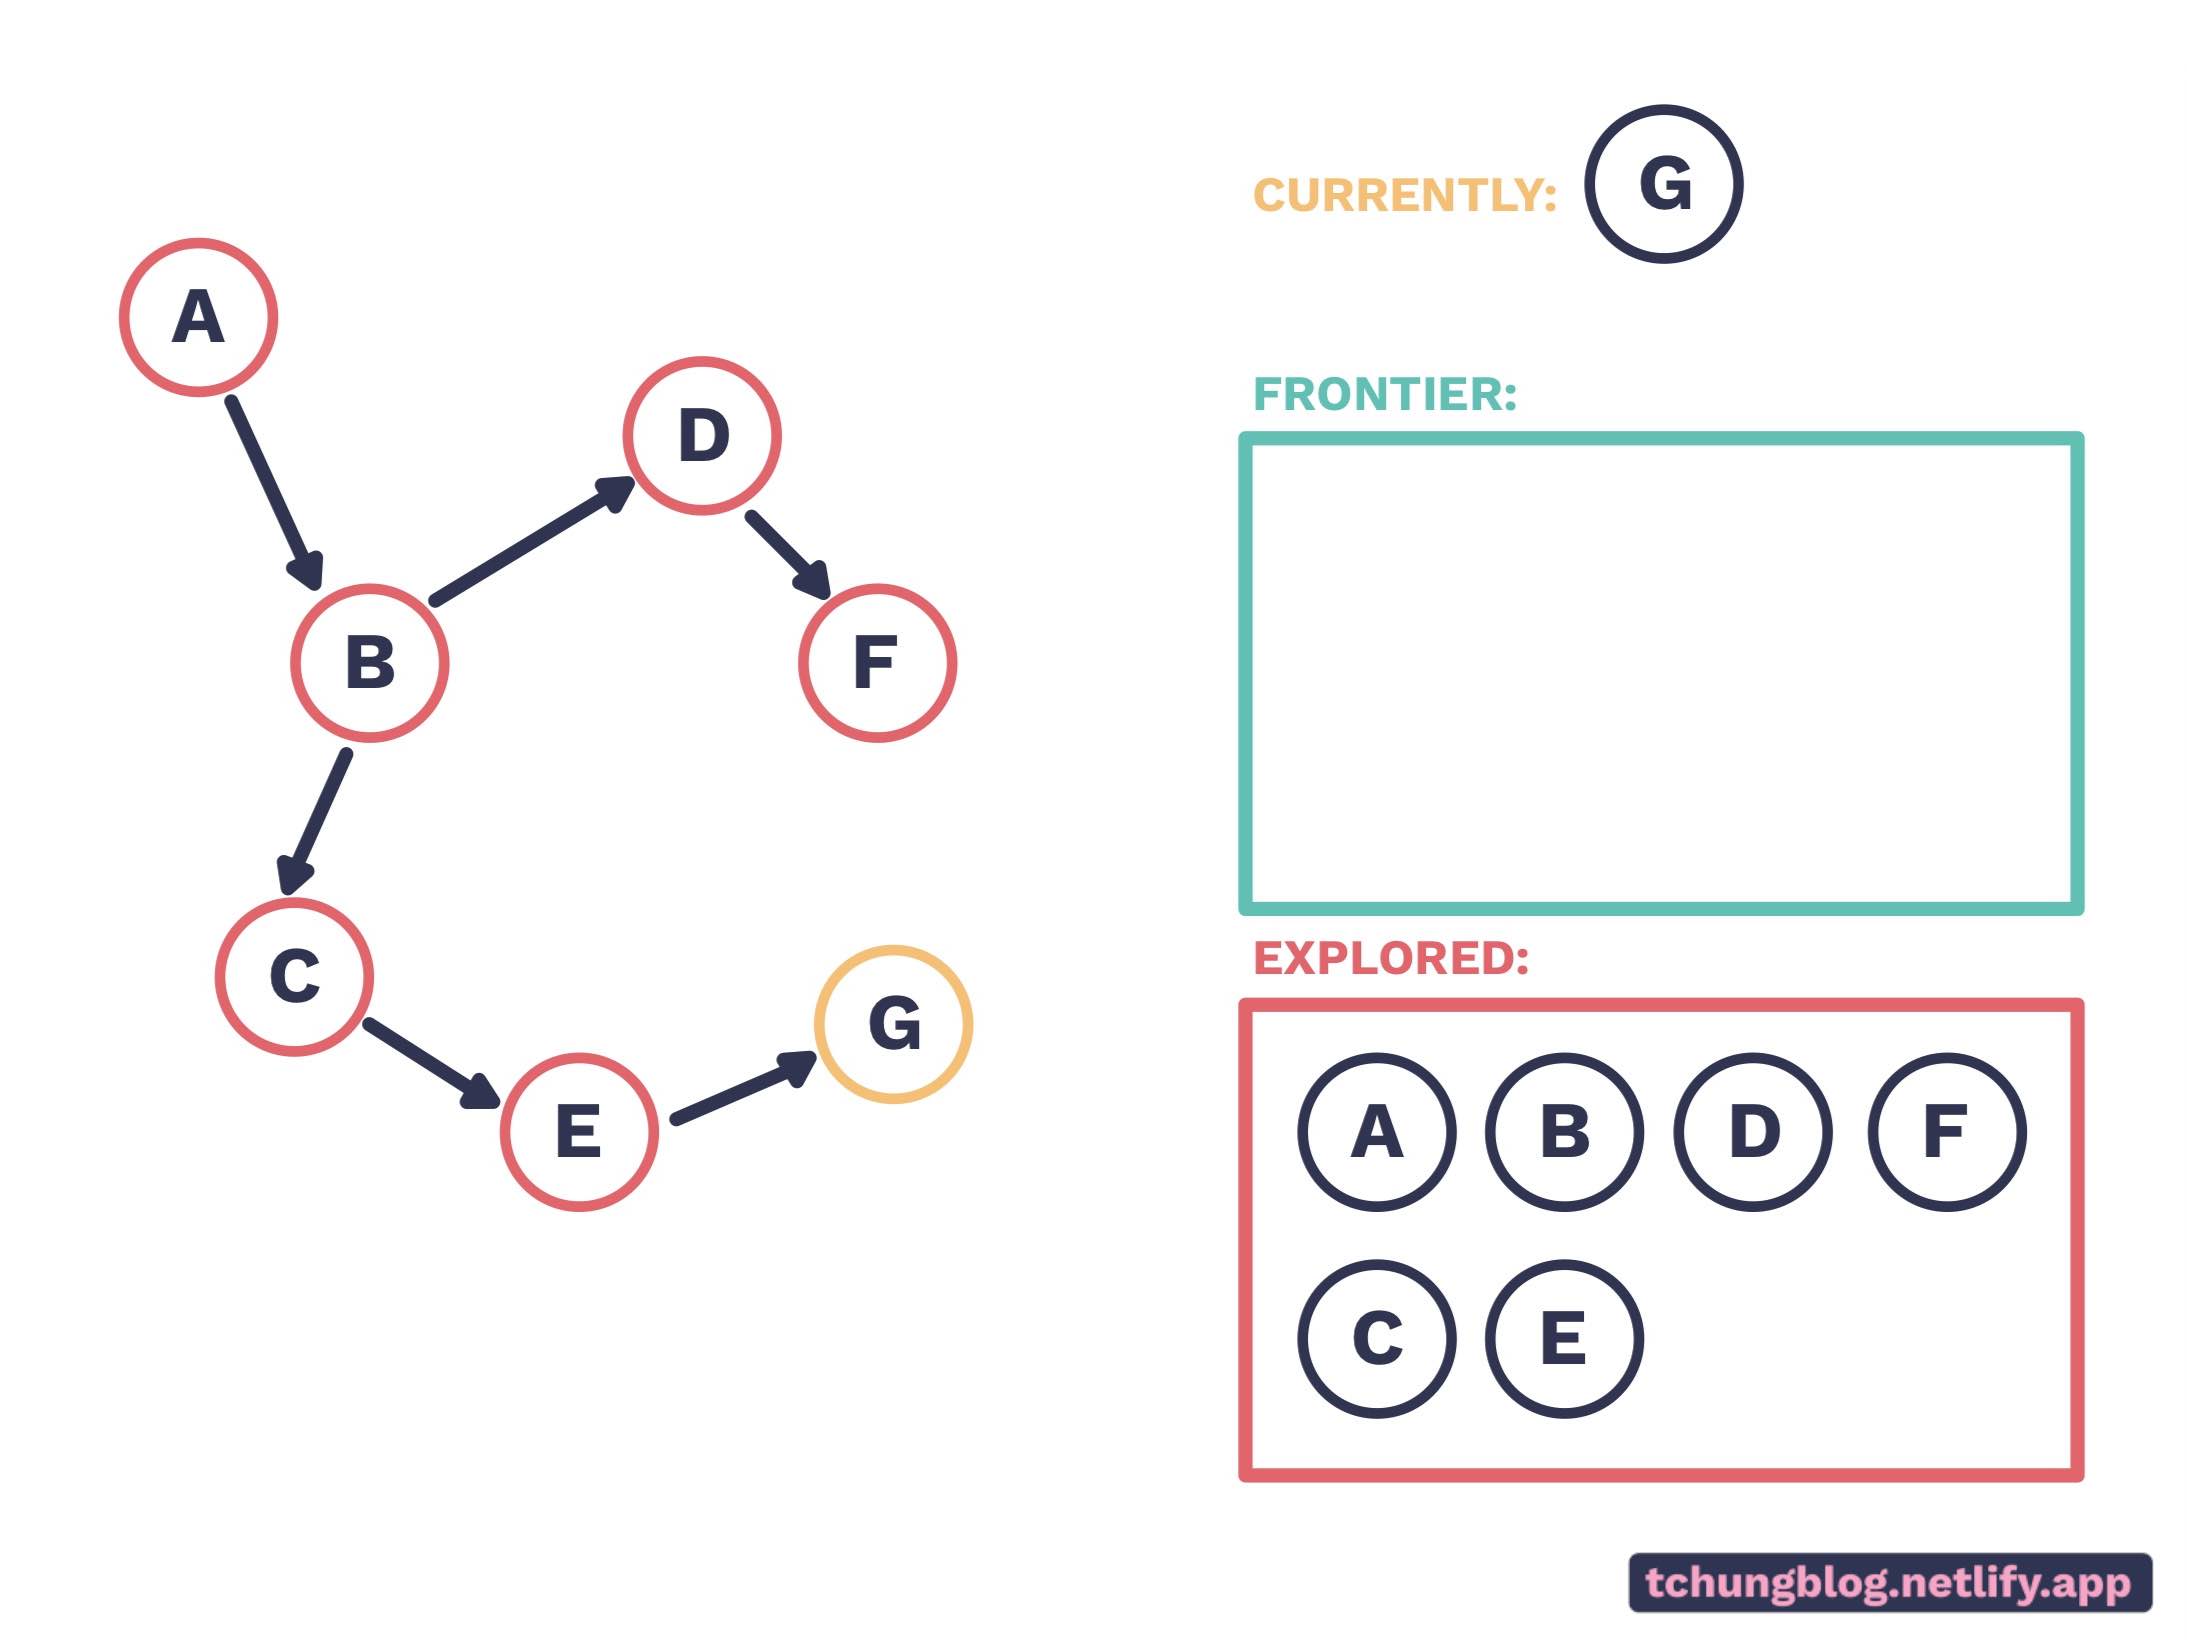 A
B
D
F
C
E
G
CURRENTLY: G
FRONTIER:
EXPLORED:
A B D F
C E
tchungblog.netlify.app